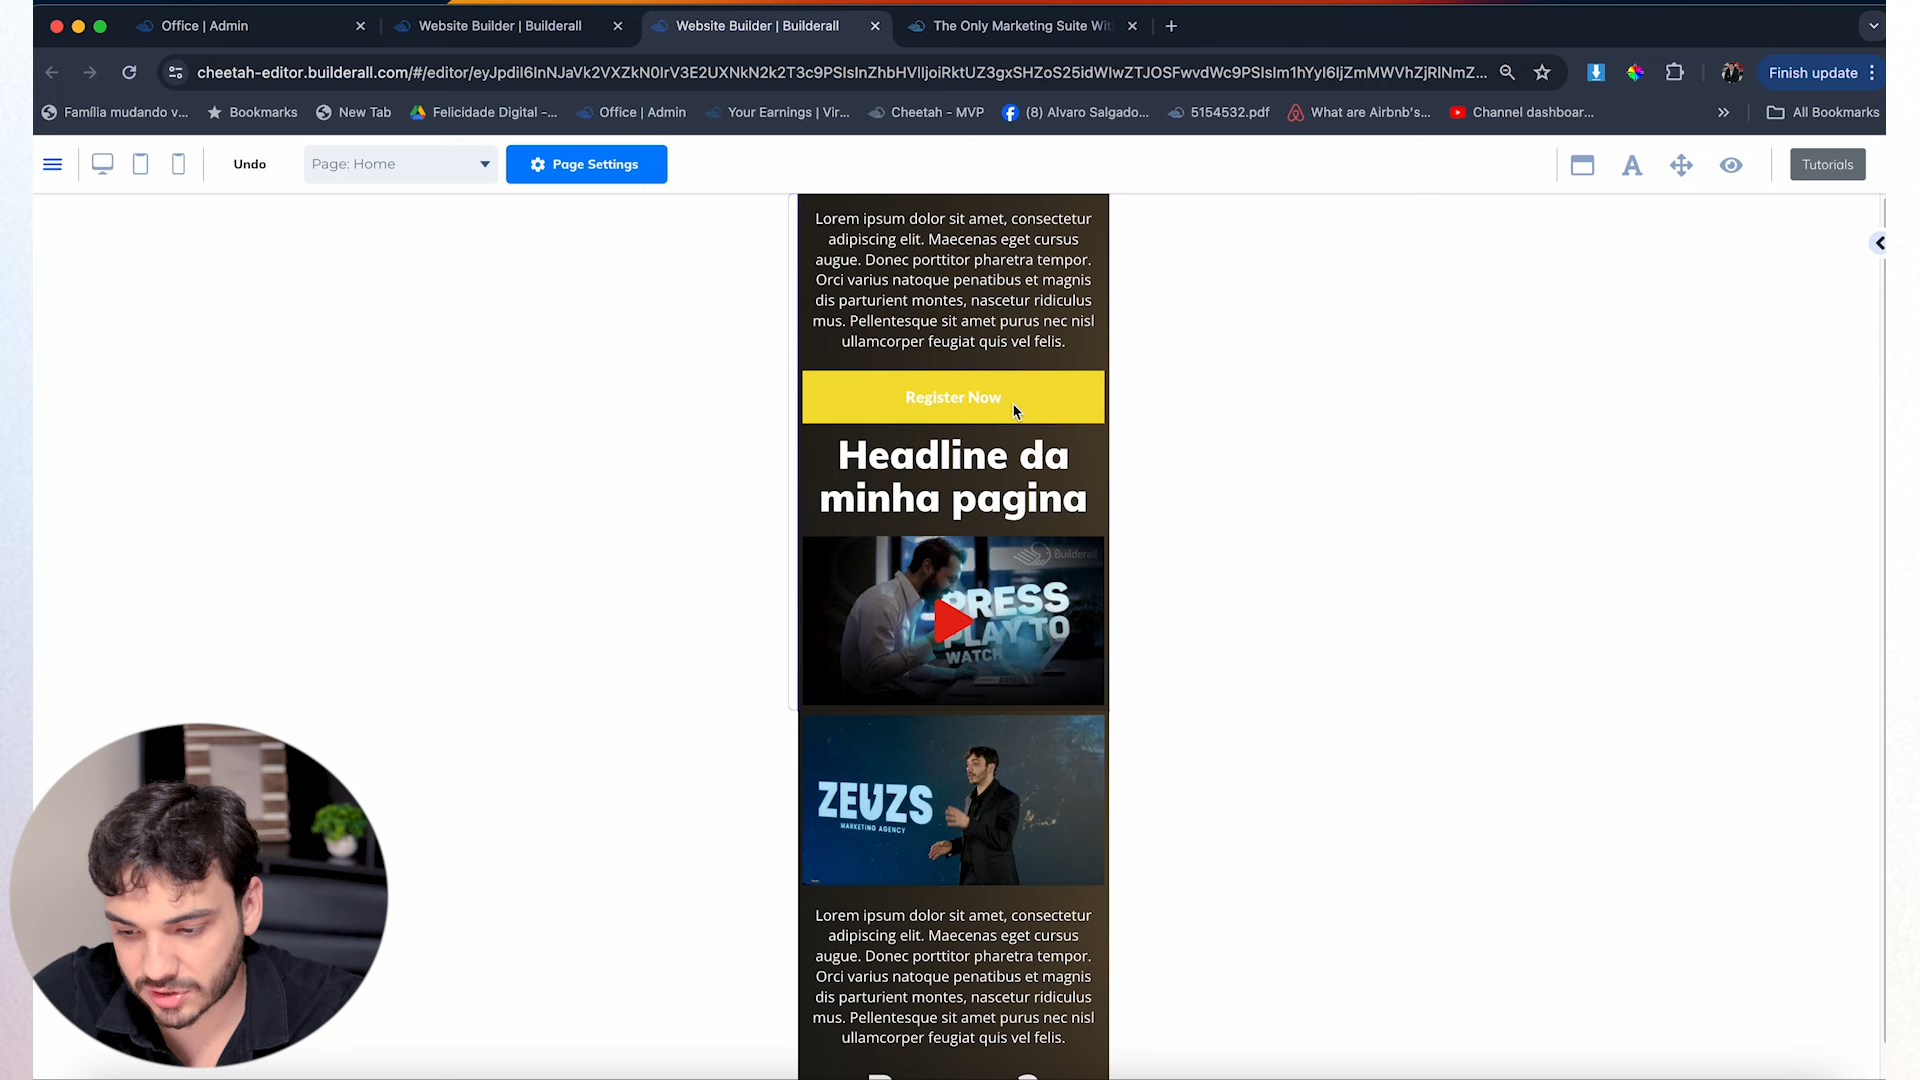 Office | Admin
Website Builder | Builderall
Website Builder | Builderall
The Only Marketing Suite Wit
cheetah-editor.builderall.com/#/editor/eyJpdiI6InNJaVk2VXZkN0IrV3E2UXNkN2k2T3c9PSIsInZhbHVlIjoiRktUZ3gxSHZoS25idWIwZTJOSFwvdWc9PSIsIm1hYyI6IjZmMWVhZjRlNmZ...
Finish update
Família mudando v...
Bookmarks
New Tab
Felicidade Digital -...
Office | Admin
Your Earnings | Vir...
Cheetah - MVP
(8) Alvaro Salgado...
5154532.pdf
What are Airbnb's...
Channel dashboar...
»
All Bookmarks
Undo
Page: Home
Page Settings
Tutorials
Lorem ipsum dolor sit amet, consectetur
adipiscing elit. Maecenas eget cursus
augue. Donec porttitor pharetra tempor.
Orci varius natoque penatibus et magnis
dis parturient montes, nascetur ridiculus
mus. Pellentesque sit amet purus nec nisl
ullamcorper feugiat quis vel felis.
Register Now
Headline da
minha pagina
Builderall
PRESS
PLAY TO
WATCH
ZEUZS
MARKETING AGENCY
Lorem ipsum dolor sit amet, consectetur
adipiscing elit. Maecenas eget cursus
augue. Donec porttitor pharetra tempor.
Orci varius natoque penatibus et magnis
dis parturient montes, nascetur ridiculus
mus. Pellentesque sit amet purus nec nisl
ullamcorper feugiat quis vel felis.